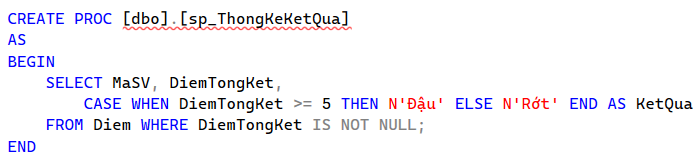 CREATE PROC [dbo].[sp_ThongKeKetQua]
AS
BEGIN
    SELECT MaSV, DiemTongKet,
        CASE WHEN DiemTongKet >= 5 THEN N'Đậu' ELSE N'Rớt' END AS KetQua
    FROM Diem WHERE DiemTongKet IS NOT NULL;
END